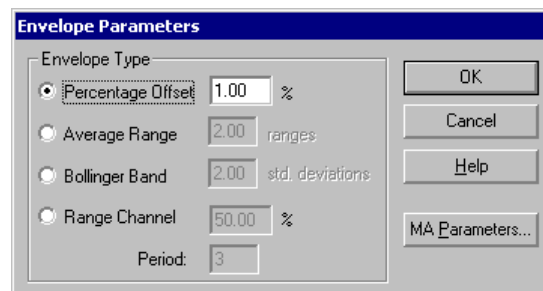 Envelope Parameters
Envelope Type
Percentage Offset 1.00 %
Average Range 2.00 ranges
Bollinger Band 2.00 std. deviations
Range Channel 50.00 %
Period: 3
OK
Cancel
Help
MA Parameters...